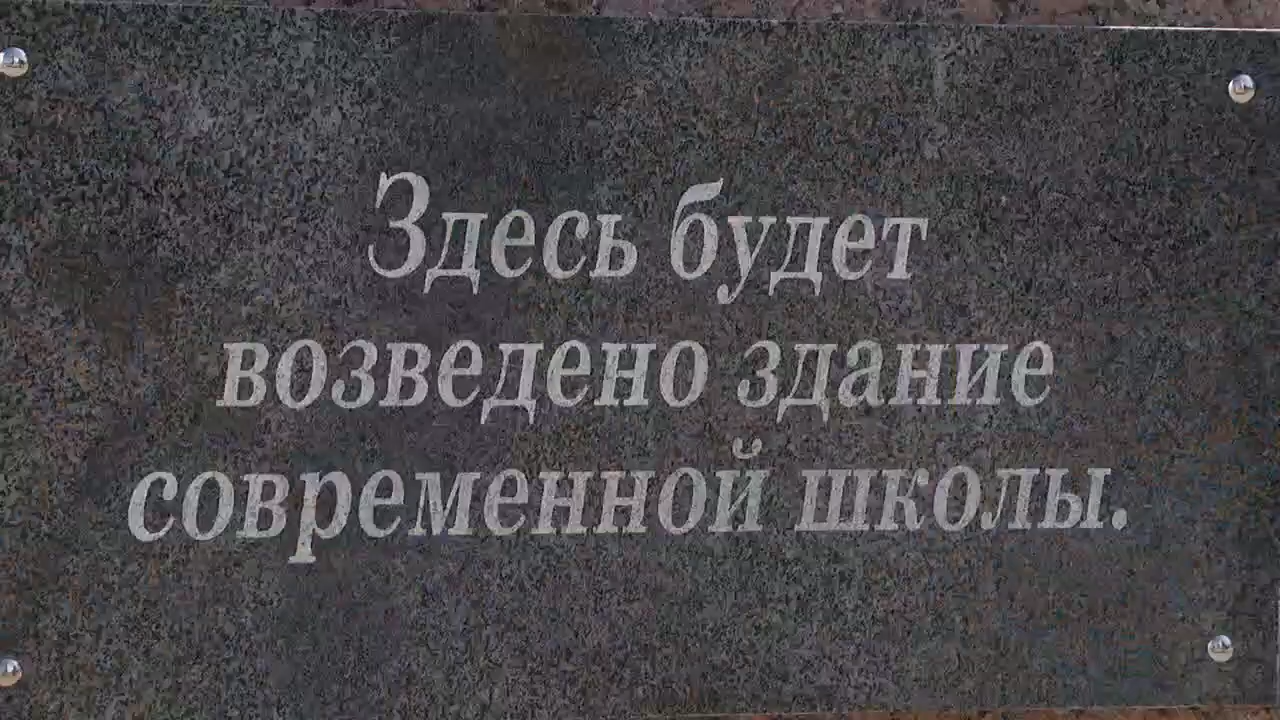 Здесь будет
возведено здание
современной школы.